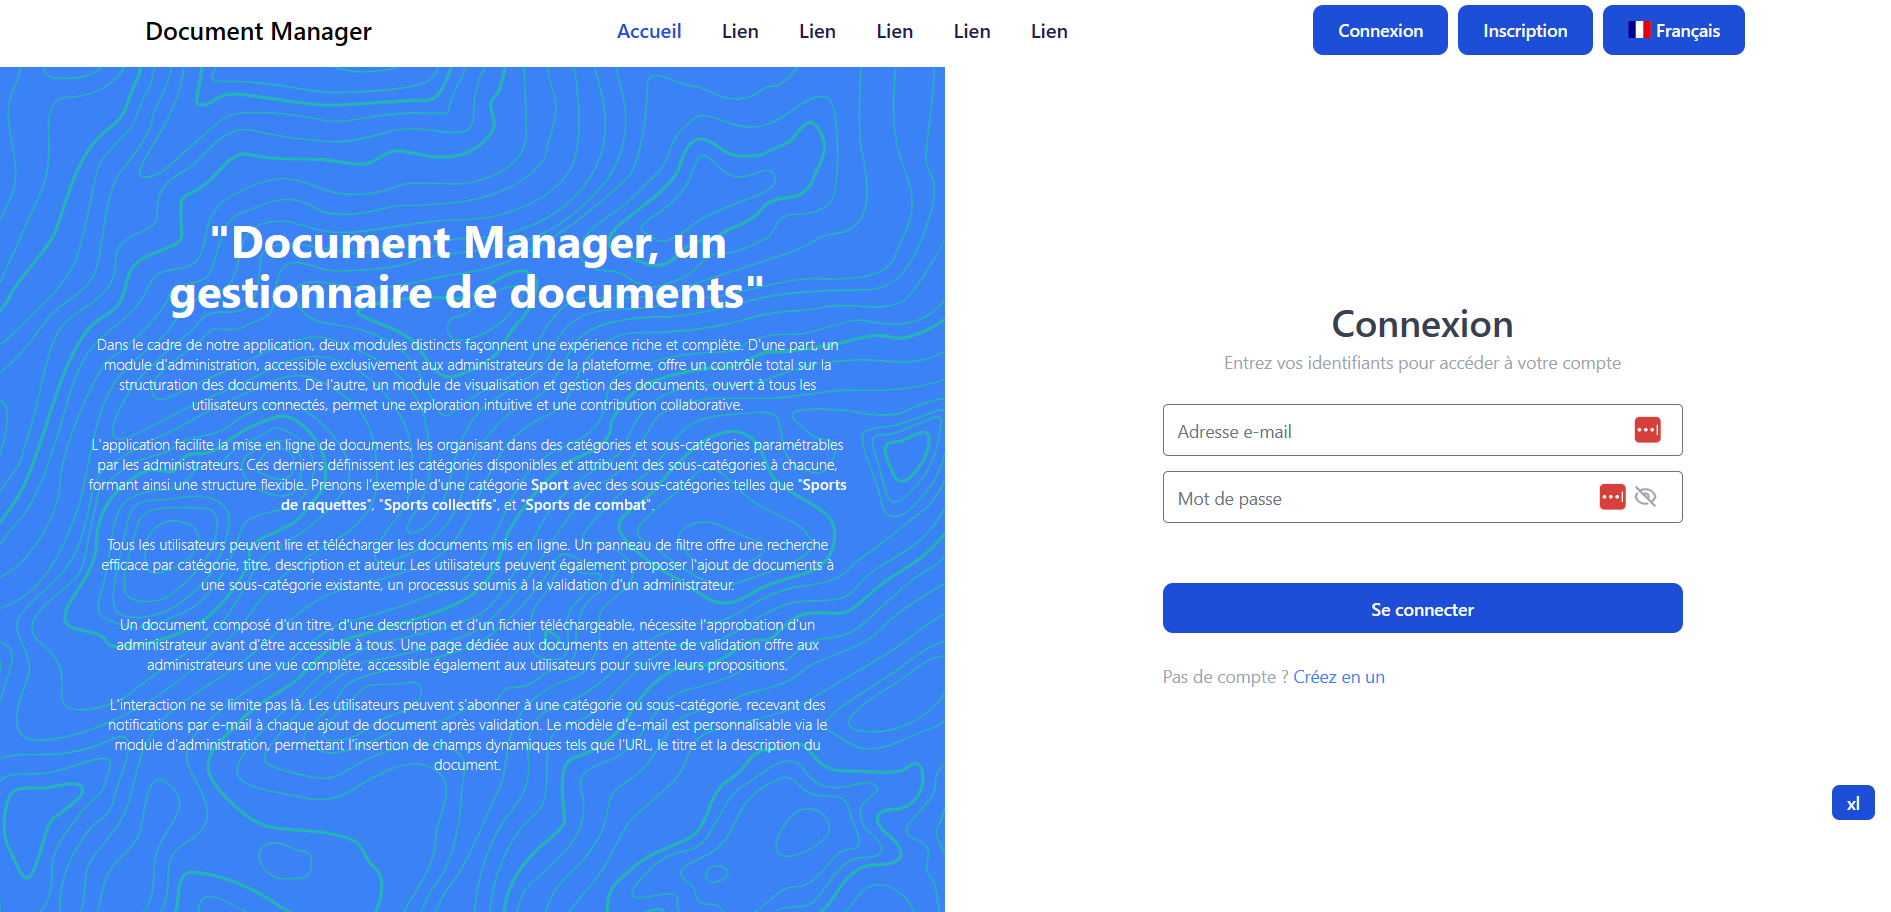 Document Manager
Accueil
Lien
Lien
Lien
Lien
Lien
Connexion
Inscription
Français
"Document Manager, un
gestionnaire de documents"
Dans le cadre de notre application, deux modules distincts façonnent une expérience riche et complète. D'une part, un
module d'administration, accessible exclusivement aux administrateurs de la plateforme, offre un contrôle total sur la
structuration des documents. De l'autre, un module de visualisation et gestion des documents, ouvert à tous les
utilisateurs connectés, permet une exploration intuitive et une contribution collaborative.
L'application facilite la mise en ligne de documents, les organisant dans des catégories et sous-catégories paramétrables
par les administrateurs. Ces derniers définissent les catégories disponibles et attribuent des sous-catégories à chacune,
formant ainsi une structure flexible. Prenons l'exemple d'une catégorie Sport avec des sous-catégories telles que "Sports
de raquettes", "Sports collectifs", et "Sports de combat".
Tous les utilisateurs peuvent lire et télécharger les documents mis en ligne. Un panneau de filtre offre une recherche
efficace par catégorie, titre, description et auteur. Les utilisateurs peuvent également proposer l'ajout de documents à
une sous-catégorie existante, un processus soumis à la validation d'un administrateur.
Un document, composé d'un titre, d'une description et d'un fichier téléchargeable, nécessite l'approbation d'un
administrateur avant d'être accessible à tous. Une page dédiée aux documents en attente de validation offre aux
administrateurs une vue complète, accessible également aux utilisateurs pour suivre leurs propositions.
L'interaction ne se limite pas là. Les utilisateurs peuvent s'abonner à une catégorie ou sous-catégorie, recevant des
notifications par e-mail à chaque ajout de document après validation. Le modèle d'e-mail est personnalisable via le
module d'administration, permettant l'insertion de champs dynamiques tels que l'URL, le titre et la description du
document.
Connexion
Entrez vos identifiants pour accéder à votre compte
Adresse e-mail
Mot de passe
Se connecter
Pas de compte ? Créez en un
xl